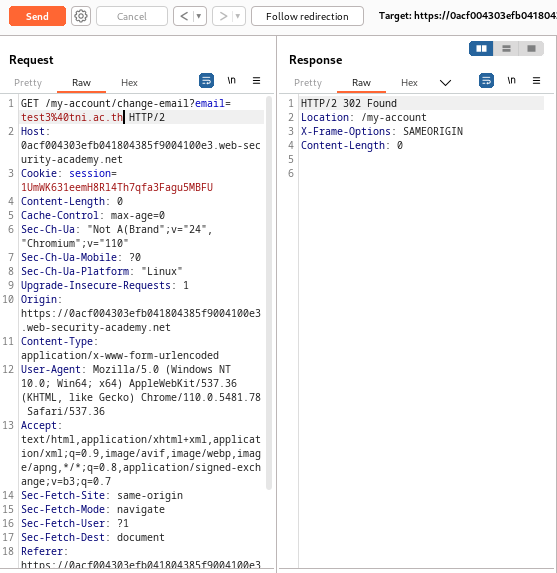 Send
Cancel
<
>
Follow redirection
Target: https://0acf004303efb041804
Request
Response
Pretty Raw Hex
\n
Pretty Raw Hex
\n
1 GET /my-account/change-email?email=
test3%40tni.ac.th HTTP/2
2 Host:
0acf004303efb041804385f9004100e3.web-sec
urity-academy.net
3 Cookie: session=
1UmWK631eemH8Rl4Th7qfa3Fagu5MBFU
4 Content-Length: 0
5 Cache-Control: max-age=0
6 Sec-Ch-Ua: "Not A(Brand";v="24",
"Chromium";v="110"
7 Sec-Ch-Ua-Mobile: ?0
8 Sec-Ch-Ua-Platform: "Linux"
9 Upgrade-Insecure-Requests: 1
10 Origin:
https://0acf004303efb041804385f9004100e3
.web-security-academy.net
11 Content-Type:
application/x-www-form-urlencoded
12 User-Agent: Mozilla/5.0 (Windows NT
10.0; Win64; x64) AppleWebKit/537.36
(KHTML, like Gecko) Chrome/110.0.5481.78
Safari/537.36
13 Accept:
text/html,application/xhtml+xml,applicat
ion/xml;q=0.9,image/avif,image/webp,imag
e/apng,*/*;q=0.8,application/signed-exch
ange;v=b3;q=0.7
14 Sec-Fetch-Site: same-origin
15 Sec-Fetch-Mode: navigate
16 Sec-Fetch-User: ?1
17 Sec-Fetch-Dest: document
18 Referer:
https://0acf004303efb041804385f9004100e3
1 HTTP/2 302 Found
2 Location: /my-account
3 X-Frame-Options: SAMEORIGIN
4 Content-Length: 0
5
6